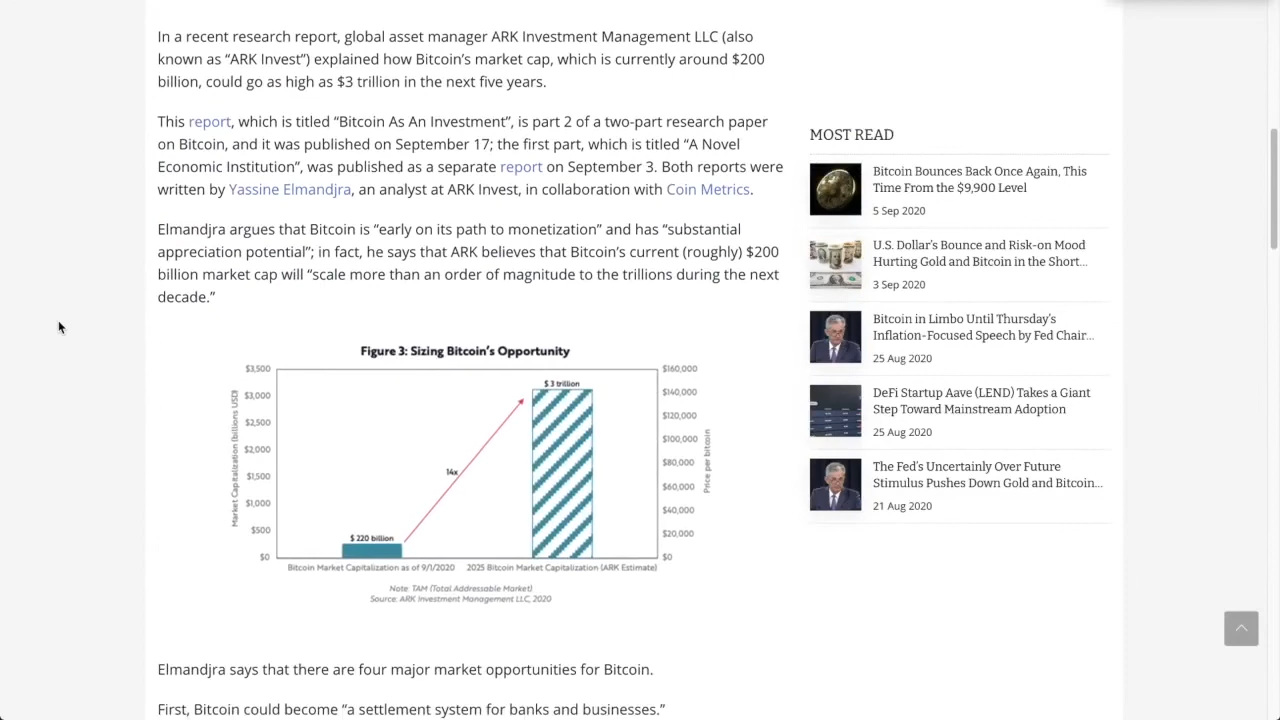 In a recent research report, global asset manager ARK Investment Management LLC (also
known as “ARK Invest”) explained how Bitcoin’s market cap, which is currently around $200
billion, could go as high as $3 trillion in the next five years.
This report, which is titled “Bitcoin As An Investment”, is part 2 of a two-part research paper
on Bitcoin, and it was published on September 17; the first part, which is titled “A Novel
Economic Institution”, was published as a separate report on September 3. Both reports were
written by Yassine Elmandjra, an analyst at ARK Invest, in collaboration with Coin Metrics.
Elmandjra argues that Bitcoin is “early on its path to monetization” and has “substantial
appreciation potential”; in fact, he says that ARK believes that Bitcoin’s current (roughly) $200
billion market cap will “scale more than an order of magnitude to the trillions during the next
decade.”
Figure 3: Sizing Bitcoin’s Opportunity
Market Capitalization (billions USD)
$3,500
$3,000
$2,500
$2,000
$1,500
$1,000
$500
$0
$ 220 billion
14x
$ 3 trillion
$160,000
$140,000
$120,000
$100,000
$80,000
$60,000
$40,000
$20,000
$0
Price per bitcoin
Bitcoin Market Capitalization as of 9/1/2020
2025 Bitcoin Market Capitalization (ARK Estimate)
Note: TAM (Total Addressable Market)
Source: ARK Investment Management LLC, 2020
Elmandjra says that there are four major market opportunities for Bitcoin.
First, Bitcoin could become “a settlement system for banks and businesses.”
MOST READ
Bitcoin Bounces Back Once Again, This
Time From the $9,900 Level
5 Sep 2020
U.S. Dollar’s Bounce and Risk-on Mood
Hurting Gold and Bitcoin in the Short...
3 Sep 2020
Bitcoin in Limbo Until Thursday’s
Inflation-Focused Speech by Fed Chair...
25 Aug 2020
DeFi Startup Aave (LEND) Takes a Giant
Step Toward Mainstream Adoption
25 Aug 2020
The Fed’s Uncertainly Over Future
Stimulus Pushes Down Gold and Bitcoin...
21 Aug 2020